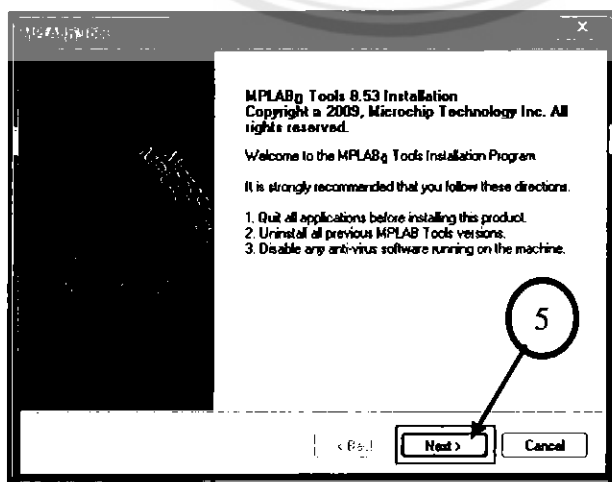 MPLABg Tools 8.53 Installation
Copyright a 2009, Microchip Technology Inc. All
rights reserved.
Welcome to the MPLABg Tools Installation Program
It is strongly recommended that you follow these directions.
1. Quit all applications before installing this product.
2. Uninstall all previous MPLAB Tools versions.
3. Disable any anti-virus software running on the machine.
5
Next >
Cancel